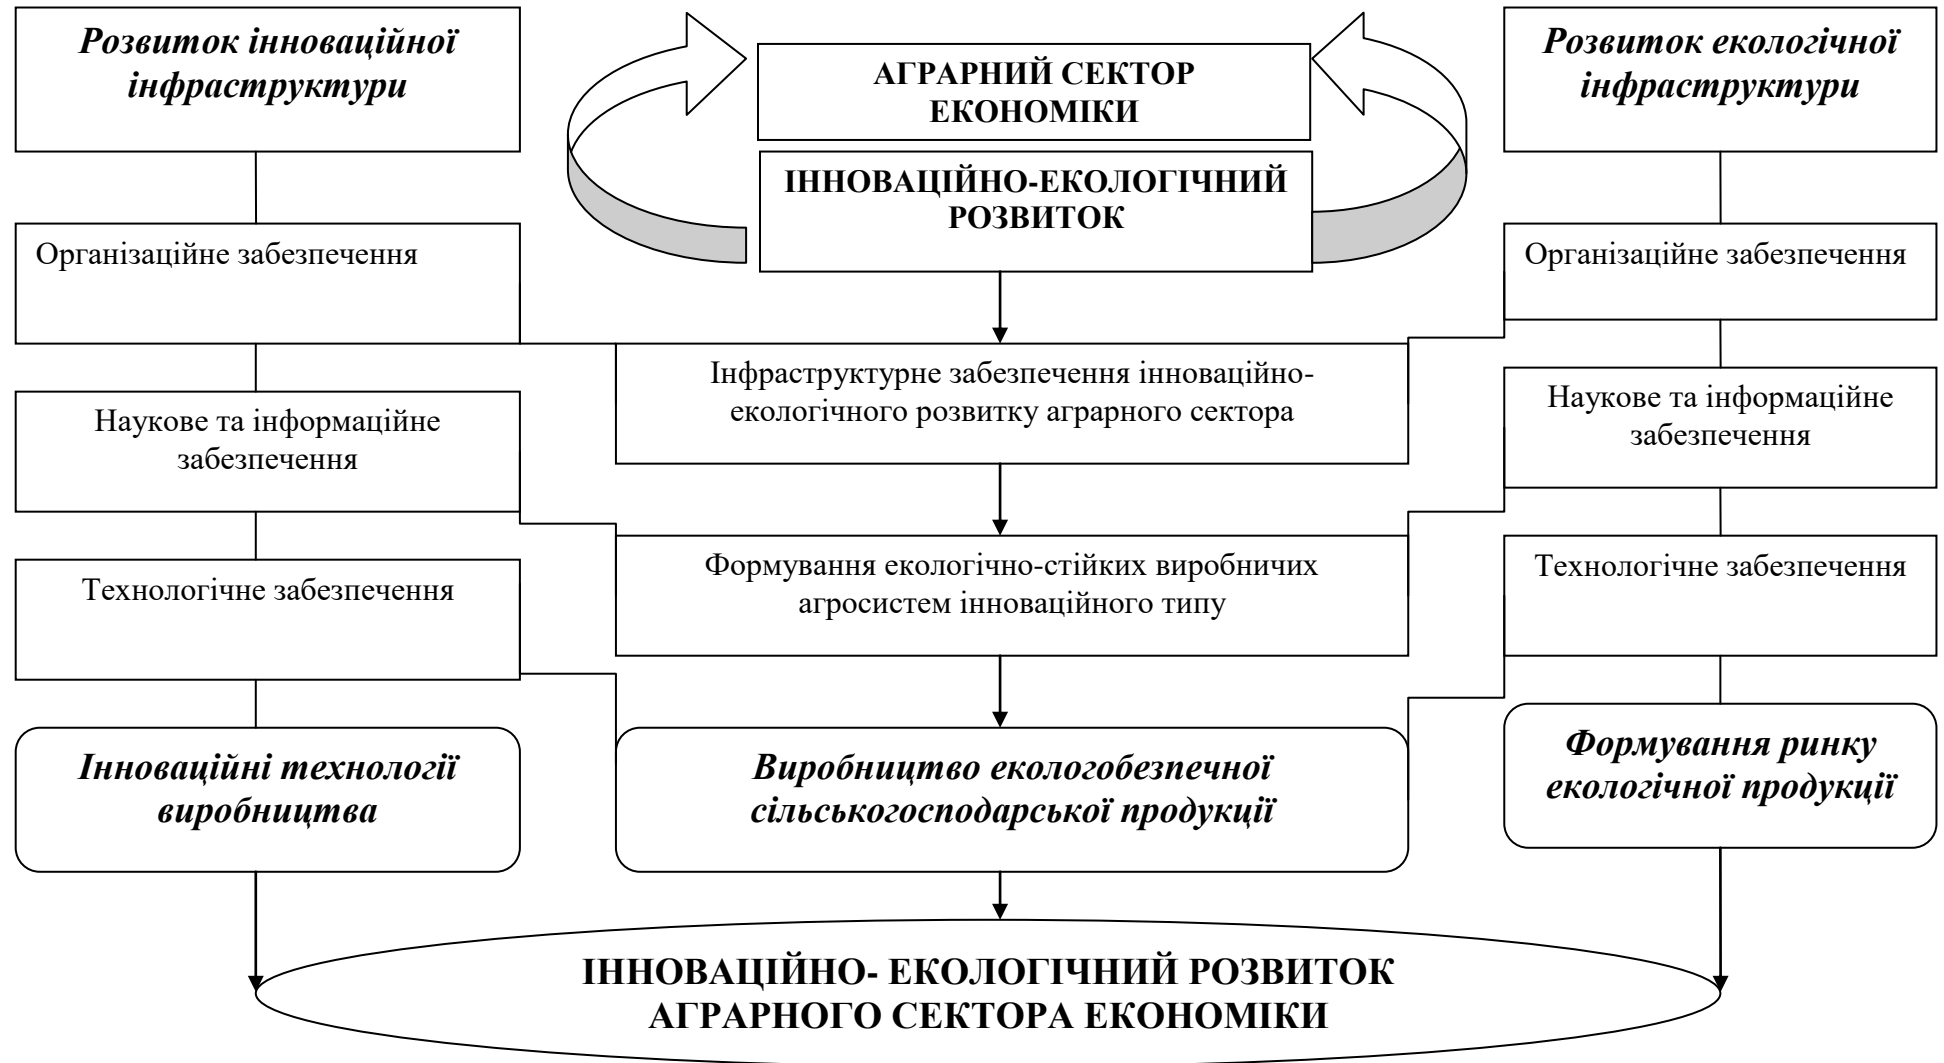 Розвиток інноваційної
інфраструктури
АГРАРНИЙ СЕКТОР
ЕКОНОМІКИ
Розвиток екологічної
інфраструктури
ІННОВАЦІЙНО-ЕКОЛОГІЧНИЙ
РОЗВИТОК
Організаційне забезпечення
Організаційне забезпечення
Інфраструктурне забезпечення інноваційно-
екологічного розвитку аграрного сектора
Наукове та інформаційне
забезпечення
Наукове та інформаційне
забезпечення
Формування екологічно-стійких виробничих
агросистем інноваційного типу
Технологічне забезпечення
Технологічне забезпечення
Інноваційні технології
виробництва
Виробництво екологобезпечної
сільськогосподарської продукції
Формування ринку
екологічної продукції
ІННОВАЦІЙНО- ЕКОЛОГІЧНИЙ РОЗВИТОК
АГРАРНОГО СЕКТОРА ЕКОНОМІКИ